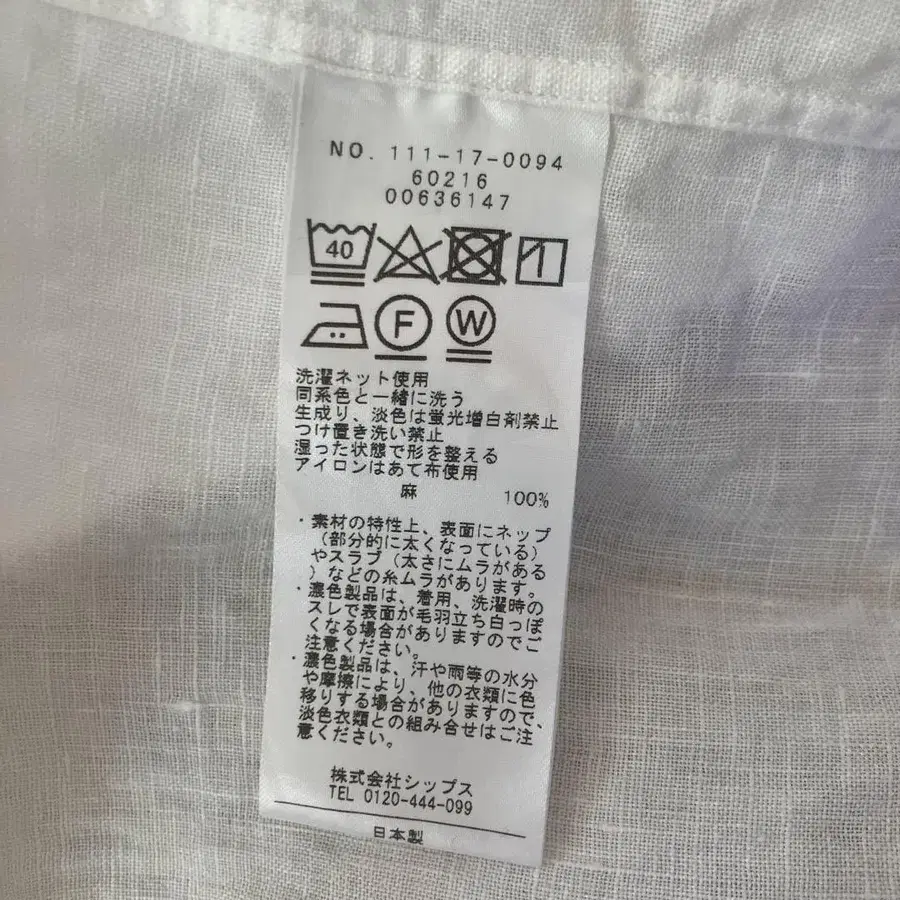 NO. 111-17-0094
60216
00636147
40
F
W
洗濯ネット使用
同系色と一緒に洗う
生成り、淡色は蛍光増白剤禁止
つけ置き洗い禁止
湿った状態で形を整える
アイロンはあて布使用
麻 100%
・素材の特性上、表面にネップ
(部分的に太くなっている)
やスラブ(太さにムラがある
)などの糸ムラがあります。
・濃色製品は、着用、洗濯時の
スレで表面が毛羽立ち白っぽ
くなる場合がありますのでご
注意ください。
・濃色製品は、汗や雨等の水分
や摩擦により、他の衣類に色
移りする場合がありますので、
淡色衣類との組み合せはご注
意ください。
株式会社シップス
TEL 0120-444-099
日本製